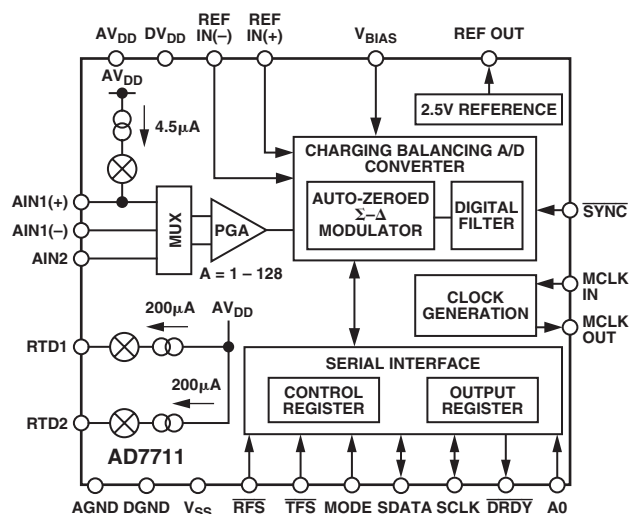 REF
IN(–)
REF
IN(+)
AVDD
DVDD
VBIAS
REF OUT
AVDD
4.5µA
2.5V REFERENCE
CHARGING BALANCING A/D
CONVERTER
AUTO-ZEROED
Σ–Δ
MODULATOR
DIGITAL
FILTER
SYNC
AIN1(+)
AIN1(–)
AIN2
MUX
PGA
A = 1 – 128
CLOCK
GENERATION
MCLK
IN
MCLK
OUT
200µA
AVDD
RTD1
200µA
RTD2
SERIAL INTERFACE
CONTROL
REGISTER
OUTPUT
REGISTER
AD7711
AGND
DGND
VSS
RFS
TFS
MODE
SDATA
SCLK
DRDY
A0